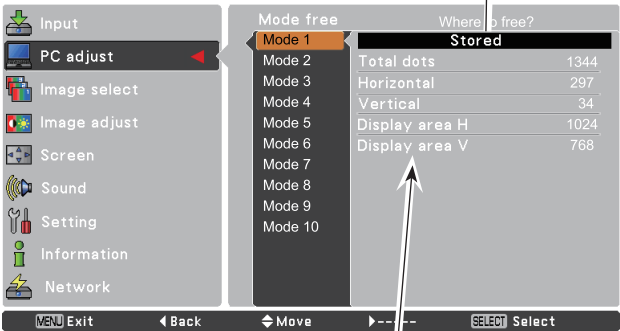 Input
PC adjust
Image select
Image adjust
Screen
Sound
Setting
Information
Network
Mode free
Mode 1
Mode 2
Mode 3
Mode 4
Mode 5
Mode 6
Mode 7
Mode 8
Mode 9
Mode 10
Where to free?
Stored
Total dots 1344
Horizontal 297
Vertical 34
Display area H 1024
Display area V 768
MENU Exit Back Move ----- SELECT Select